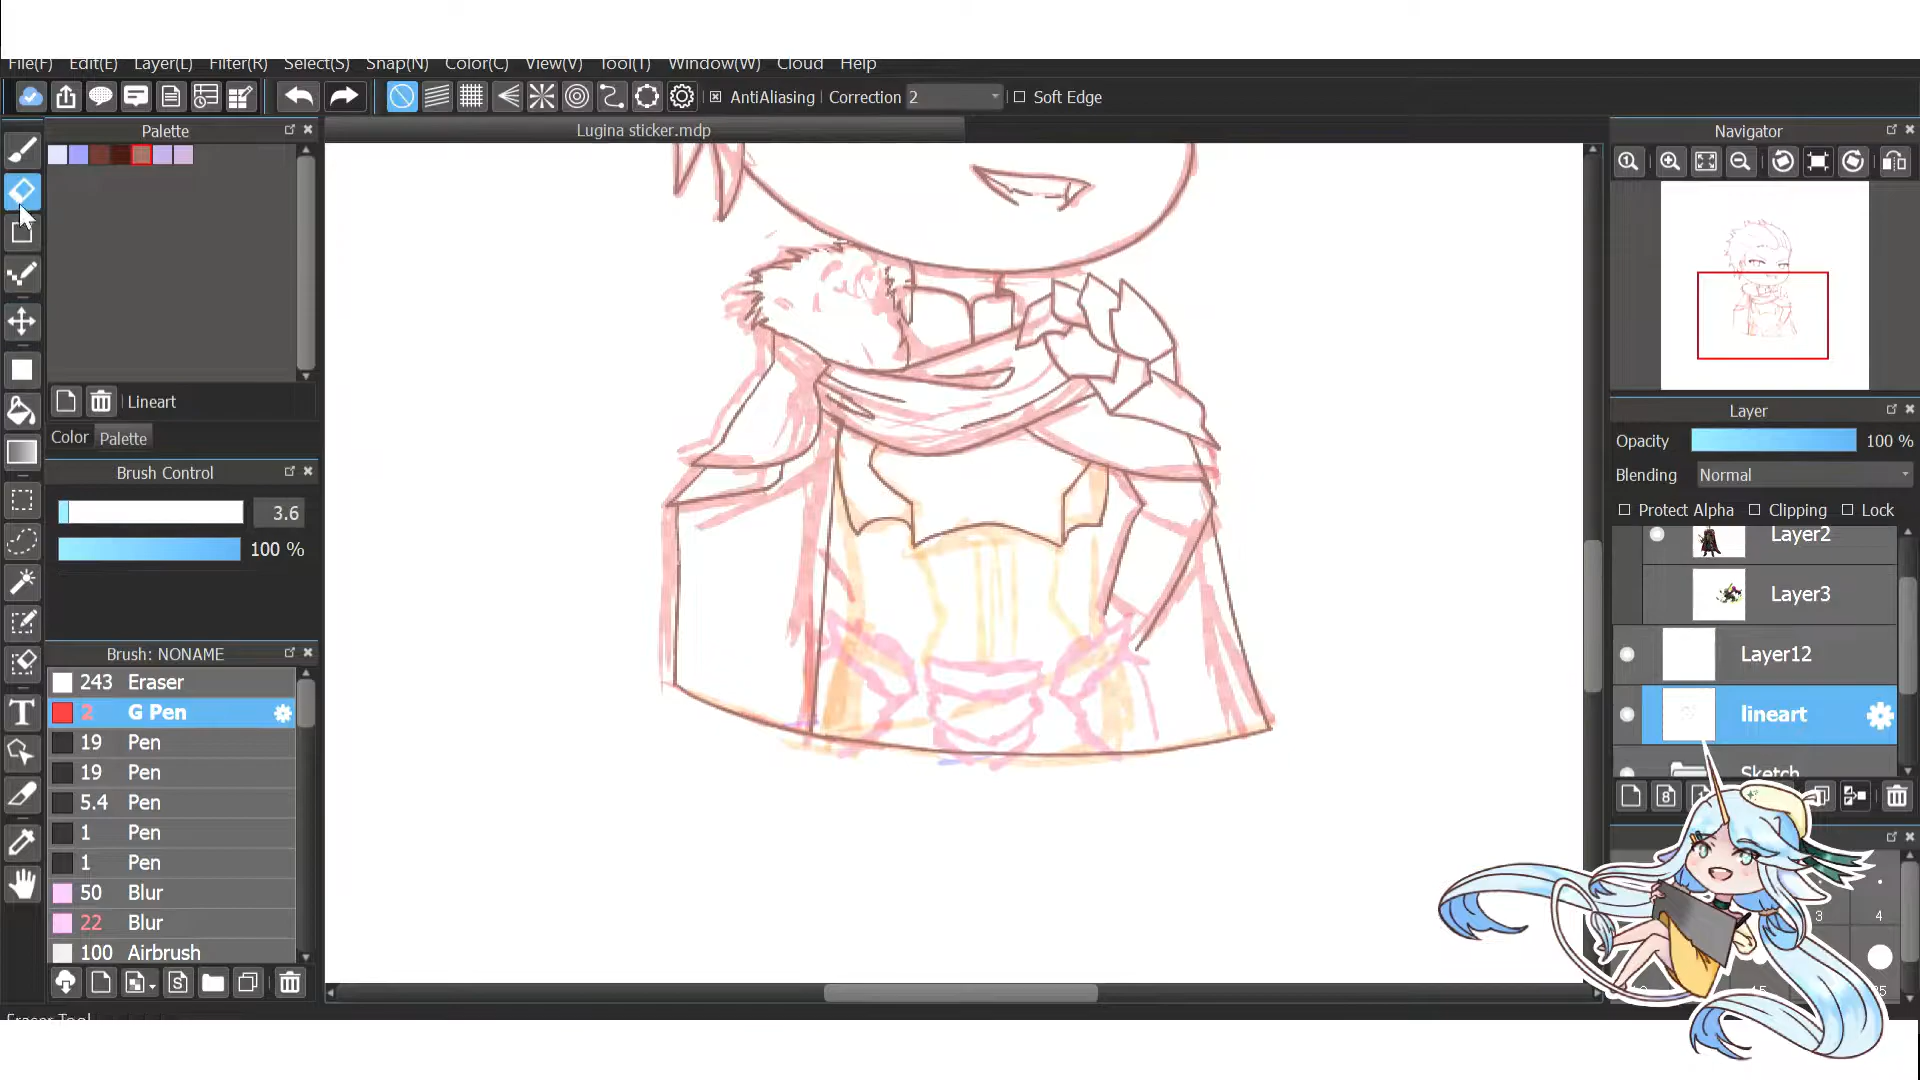 File(F) Edit(E) Layer(L) Filter(R) Select(S) Snap(N) Color(C) View(V) Tool(T) Window(W) Cloud Help
AntiAliasing Correction 2 Soft Edge
Palette
Lugina sticker.mdp
Navigator
Lineart
Color Palette
Brush Control
3.6
100 %
Brush: NONAME
243 Eraser
2 G Pen
19 Pen
19 Pen
5.4 Pen
1 Pen
1 Pen
50 Blur
22 Blur
100 Airbrush
Eraser Tool
Layer
Opacity 100 %
Blending Normal
Protect Alpha Clipping Lock
Layer2
Layer3
Layer12
lineart
Sketch
3 4